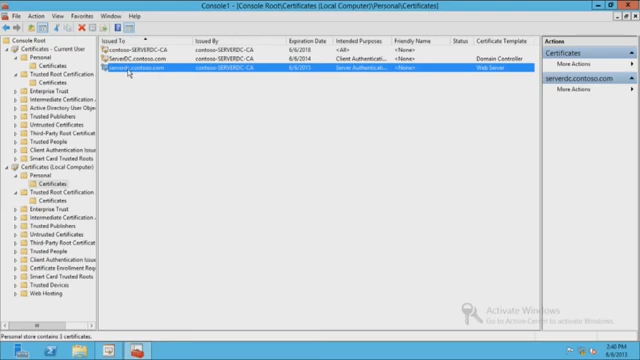 Console1 - [Console Root\Certificates (Local Computer)\Personal\Certificates]
File Action View Favorites Window Help
Console Root
Certificates - Current User
Personal
Certificates
Trusted Root Certification
Certificates
Enterprise Trust
Intermediate Certification A
Active Directory User Objec
Trusted Publishers
Untrusted Certificates
Third-Party Root Certificati
Trusted People
Client Authentication Issue
Smart Card Trusted Roots
Certificates (Local Computer)
Personal
Certificates
Trusted Root Certification
Certificates
Enterprise Trust
Intermediate Certification A
Trusted Publishers
Untrusted Certificates
Third-Party Root Certificati
Trusted People
Client Authentication Issue
Certificate Enrollment Requ
Smart Card Trusted Roots
Trusted Devices
Web Hosting
Issued To Issued By Expiration Date Intended Purposes Friendly Name Status Certificate Template
contoso-SERVERDC-CA contoso-SERVERDC-CA 6/6/2018 <All> <None>
ServerDC.contoso.com contoso-SERVERDC-CA 6/6/2014 Client Authenticati... <None> Domain Controller
serverdc.contoso.com contoso-SERVERDC-CA 6/6/2015 Server Authenticati... <None> Web Server
Actions
Certificates
More Actions
serverdc.contoso.com
More Actions
Activate Windows
Go to Action Center to activate Windows.
Personal store contains 3 certificates.
2:40 PM
6/6/2013